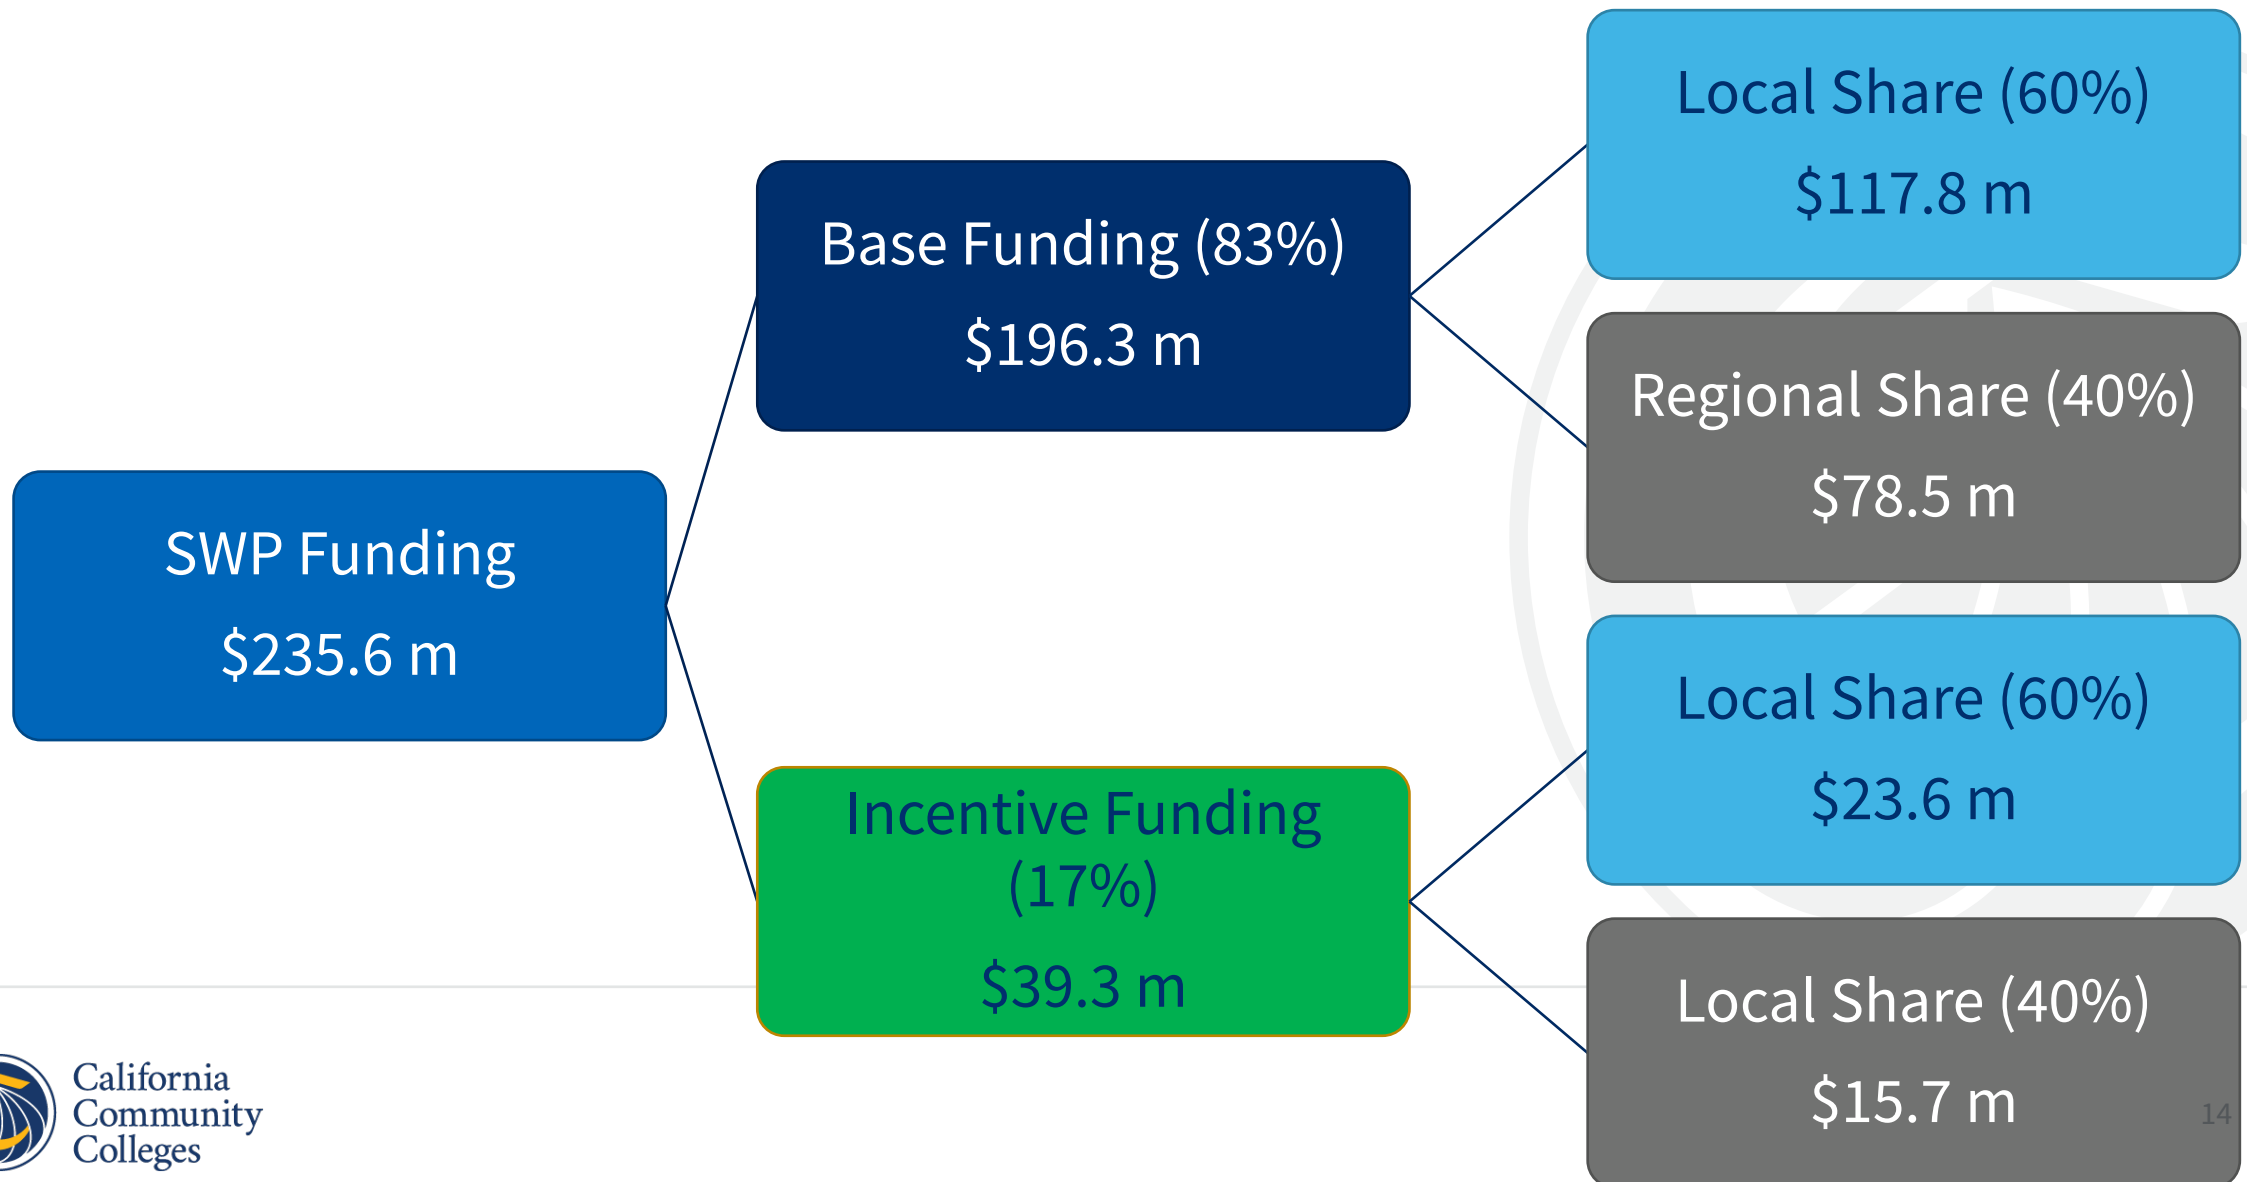 SWP Funding
$235.6 m
Base Funding (83%)
$196.3 m
Local Share (60%)
$117.8 m
Regional Share (40%)
$78.5 m
Incentive Funding
(17%)
$39.3 m
Local Share (60%)
$23.6 m
Local Share (40%)
$15.7 m
California
Community
Colleges
14